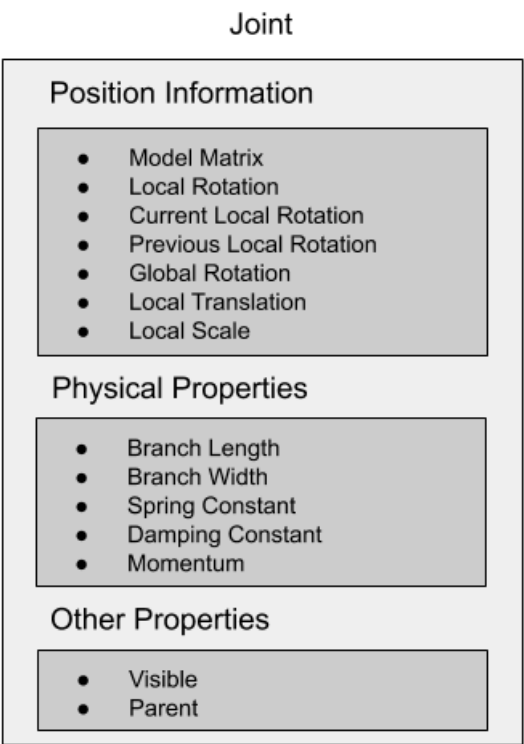 Joint
Position Information
● Model Matrix
● Local Rotation
● Current Local Rotation
● Previous Local Rotation
● Global Rotation
● Local Translation
● Local Scale
Physical Properties
● Branch Length
● Branch Width
● Spring Constant
● Damping Constant
● Momentum
Other Properties
● Visible
● Parent